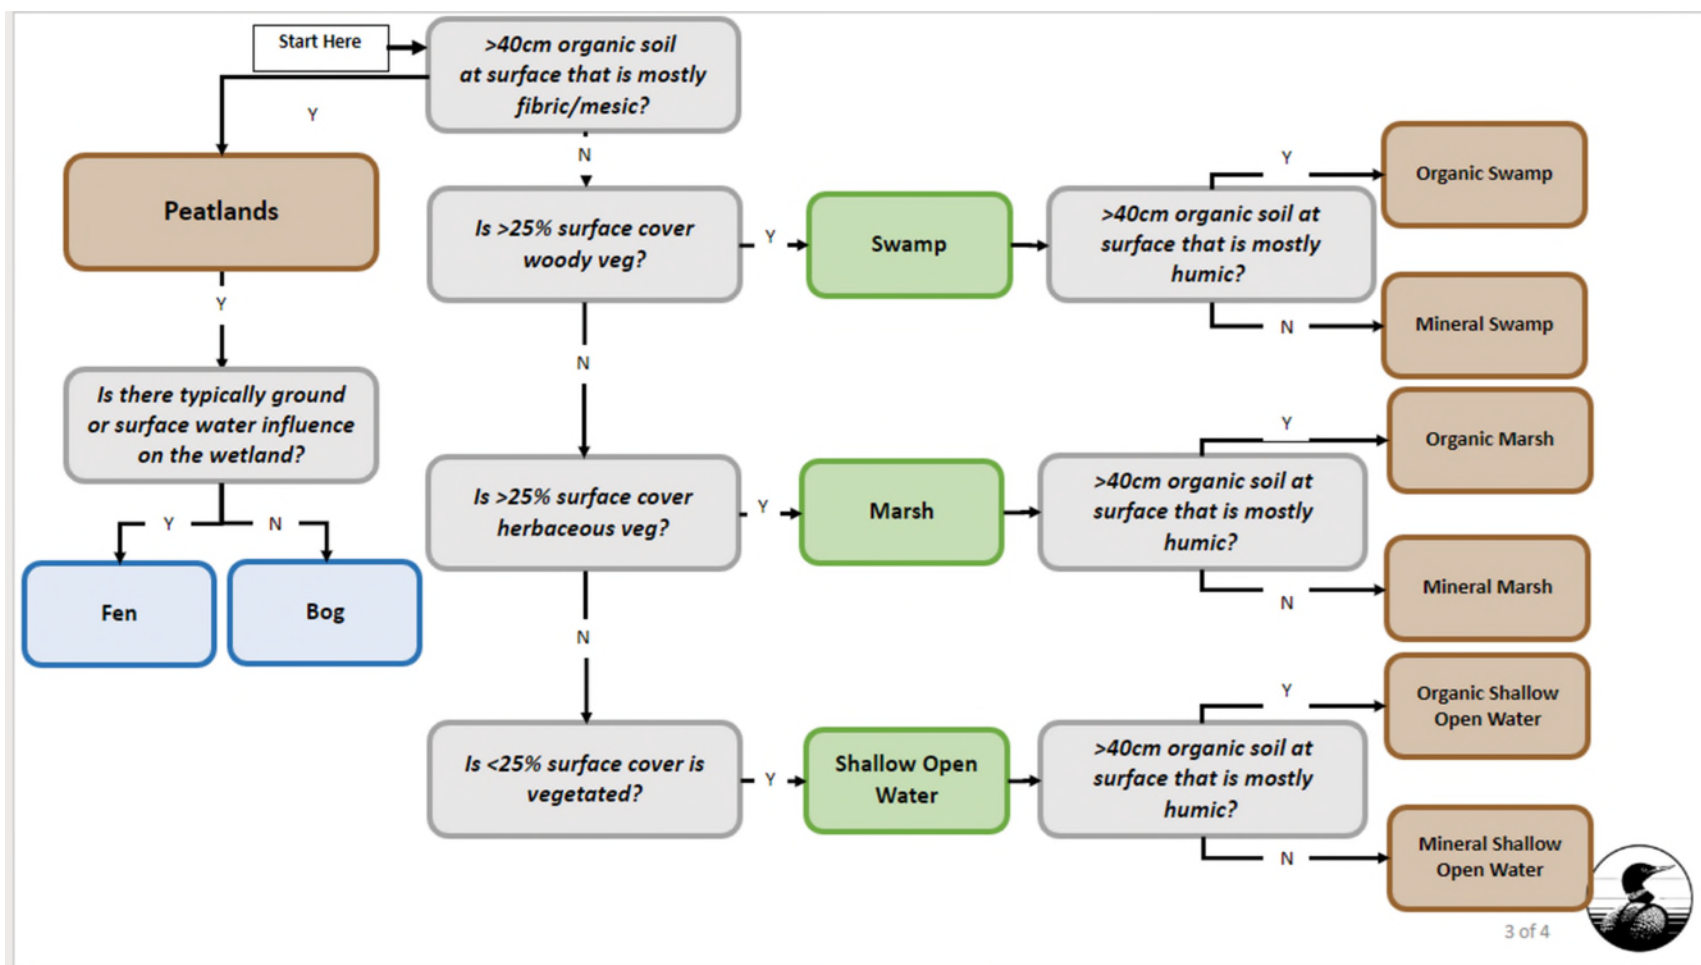 Start Here
>40cm organic soil
at surface that is mostly
fibric/mesic?
Y
N
Peatlands
Y
Is there typically ground
or surface water influence
on the wetland?
Y
N
Fen
Bog
Is >25% surface cover
woody veg?
Y
Swamp
>40cm organic soil at
surface that is mostly
humic?
Y
Organic Swamp
N
Mineral Swamp
N
Is >25% surface cover
herbaceous veg?
Y
Marsh
>40cm organic soil at
surface that is mostly
humic?
Y
Organic Marsh
N
Mineral Marsh
N
Is <25% surface cover is
vegetated?
Y
Shallow Open
Water
>40cm organic soil at
surface that is mostly
humic?
Y
Organic Shallow
Open Water
N
Mineral Shallow
Open Water
3 of 4